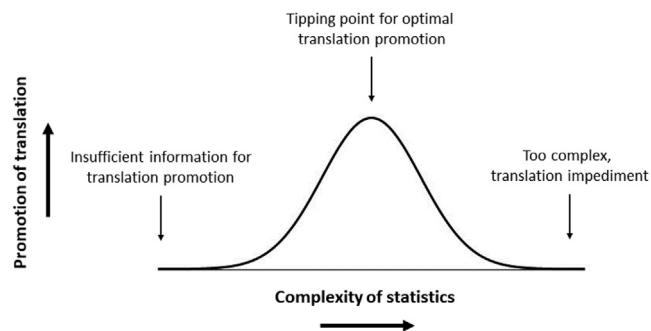 Tipping point for optimal
translation promotion
Promotion of translation
Insufficient information for
translation promotion
Too complex,
translation impediment
Complexity of statistics